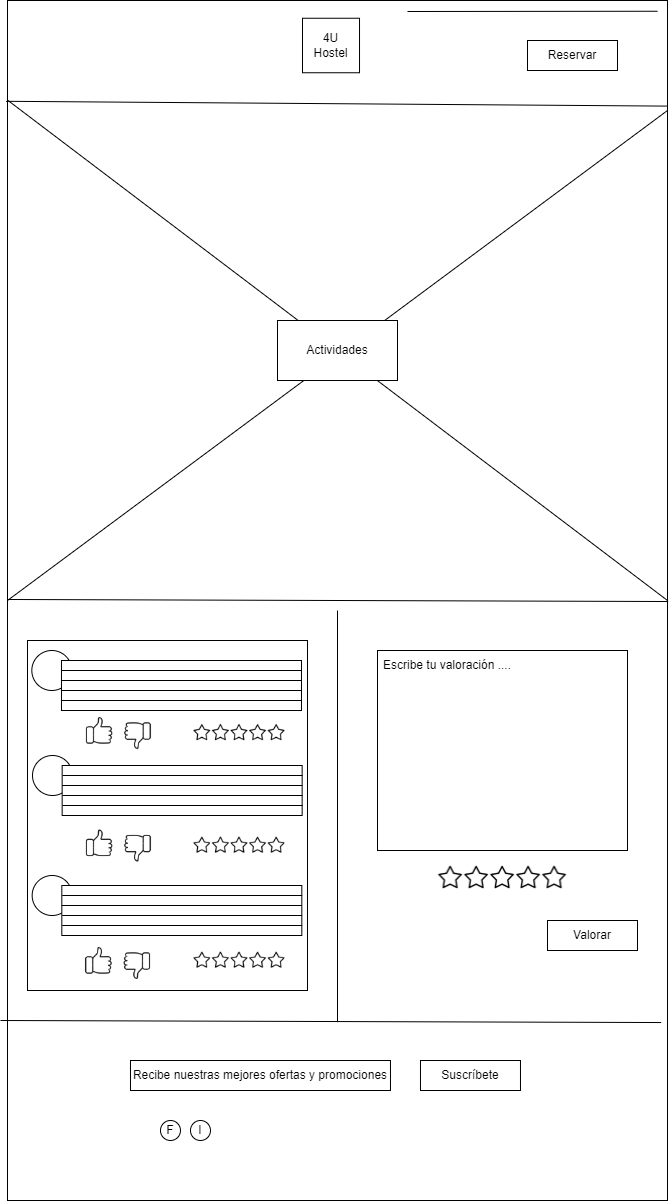 4U
Hostel
Reservar
Actividades
Escribe tu valoración ....
Valorar
Recibe nuestras mejores ofertas y promociones
Suscríbete
F
I